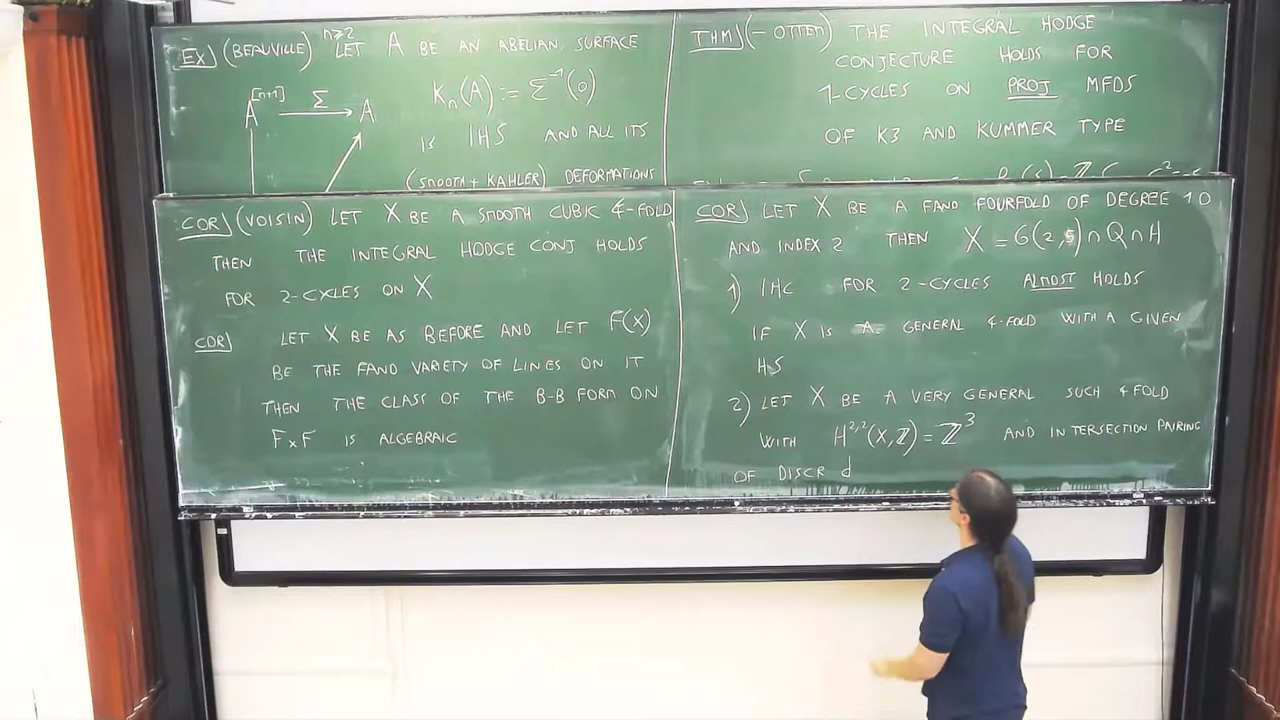 EX) (BEAUVILLE) n≥2 LET A BE AN ABELIAN SURFACE
A^[n+1] Σ→ A K_n(A) := Σ^-1(0)
IS IHS AND ALL ITS
(SMOOTH + KAHLER) DEFORMATIONS
THM) (- OTTEM) THE INTEGRAL HODGE
CONJECTURE HOLDS FOR
1-CYCLES ON PROJ MFDS
OF K3 AND KUMMER TYPE
COR) (VOISIN) LET X BE A SMOOTH CUBIC 4-FOLD
THEN THE INTEGRAL HODGE CONJ HOLDS
FOR 2-CYCLES ON X
COR) LET X BE AS BEFORE AND LET F(X)
BE THE FANO VARIETY OF LINES ON IT
THEN THE CLASS OF THE B-B FORM ON
F×F IS ALGEBRAIC
COR) LET X BE A FANO FOURFOLD OF DEGREE 10
AND INDEX 2 THEN X = G(2,5)∩Q∩H
1) IHC FOR 2-CYCLES ALMOST HOLDS
IF X IS A GENERAL 4-FOLD WITH A GIVEN
HS
2) LET X BE A VERY GENERAL SUCH 4 FOLD
WITH H^2,2(X,ℤ) = ℤ^3 AND INTERSECTION PAIRING
OF DISCR d